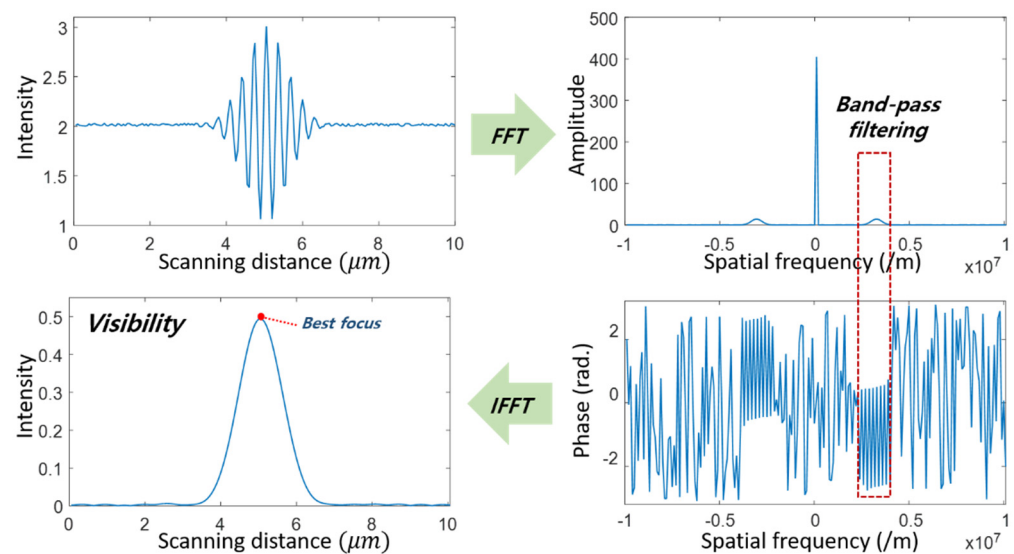 3
2.5
2
1.5
1
Intensity
0 2 4 6 8 10
Scanning distance (μm)
FFT
500
400
300
200
100
0
Amplitude
Band-pass
filtering
-1 -0.5 0 0.5 1
Spatial frequency (/m)
x10⁷
Visibility
Best focus
0.5
0.4
0.3
0.2
0.1
0
Intensity
0 2 4 6 8 10
Scanning distance (μm)
IFFT
2
0
-2
Phase (rad.)
-1 -0.5 0 0.5 1
Spatial frequency (/m)
x10⁷